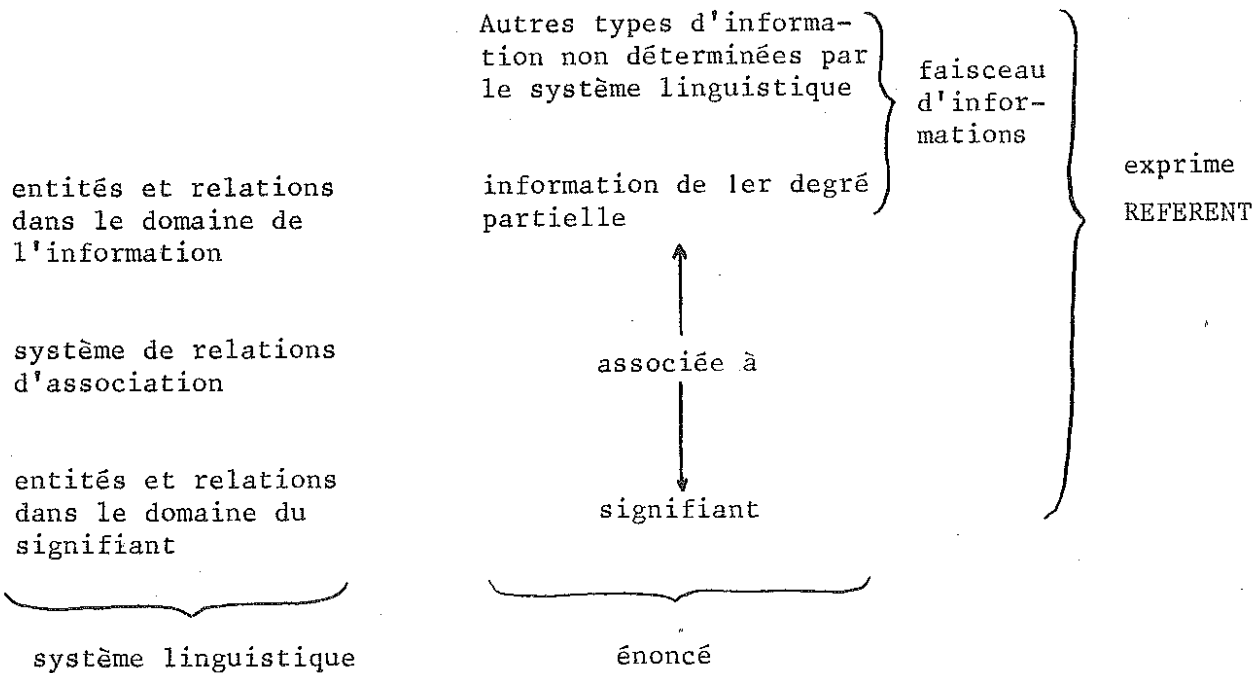 Autres types d'informa-
tion non déterminées par
le système linguistique
faisceau
d'infor-
mations
exprime
REFERENT
entités et relations
dans le domaine de
l'information
information de 1er degré
partielle
système de relations
d'association
associée à
entités et relations
dans le domaine du
signifiant
signifiant
système linguistique
énoncé